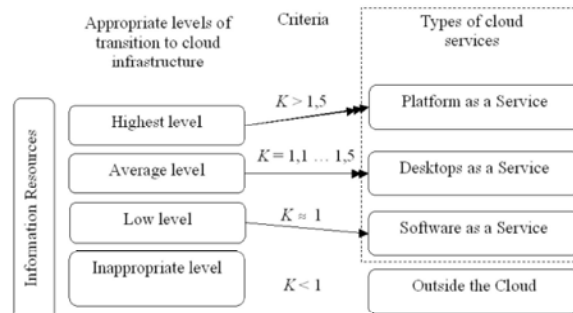 Appropriate levels of
transition to cloud
infrastructure
Criteria
Types of cloud
services
Information Resources
Highest level
K > 1,5
Platform as a Service
Average level
K = 1,1 … 1,5
Desktops as a Service
Low level
K ≈ 1
Software as a Service
Inappropriate level
K < 1
Outside the Cloud